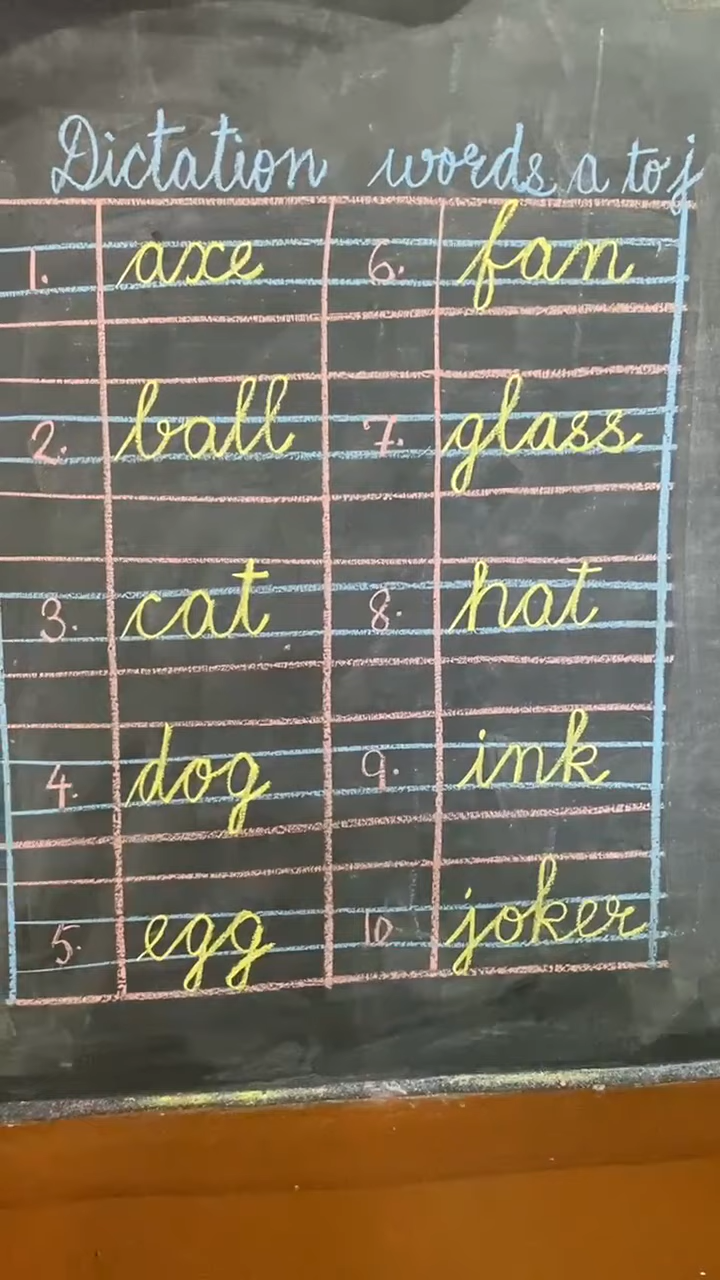 Dictation words a to j
1. axe 6. fan
2. ball 7. glass
3. cat 8. hat
4. dog 9. ink
5. egg 10 joker